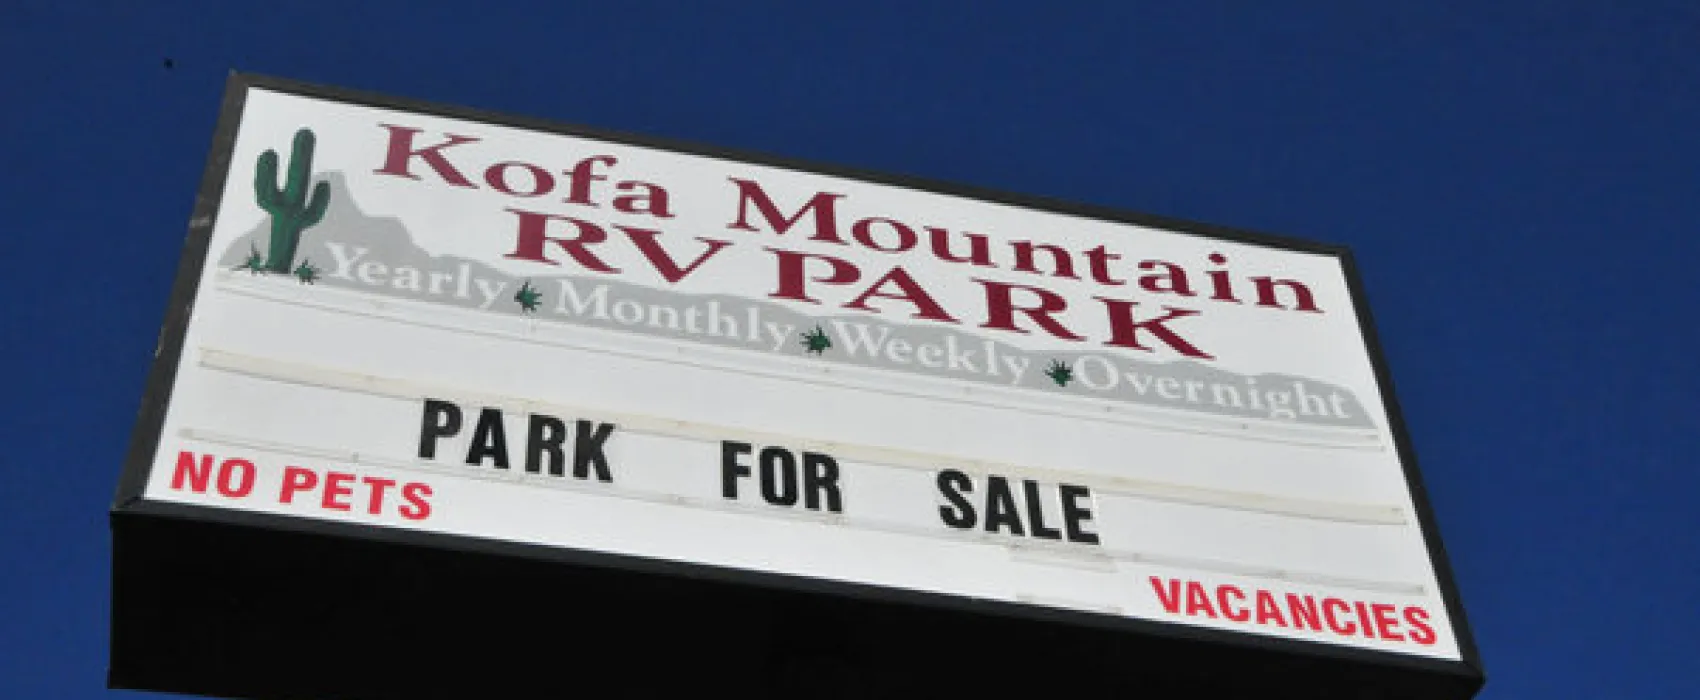 Kofa Mountain
RV PARK
Yearly Monthly Weekly Overnight
PARK FOR SALE
NO PETS
VACANCIES